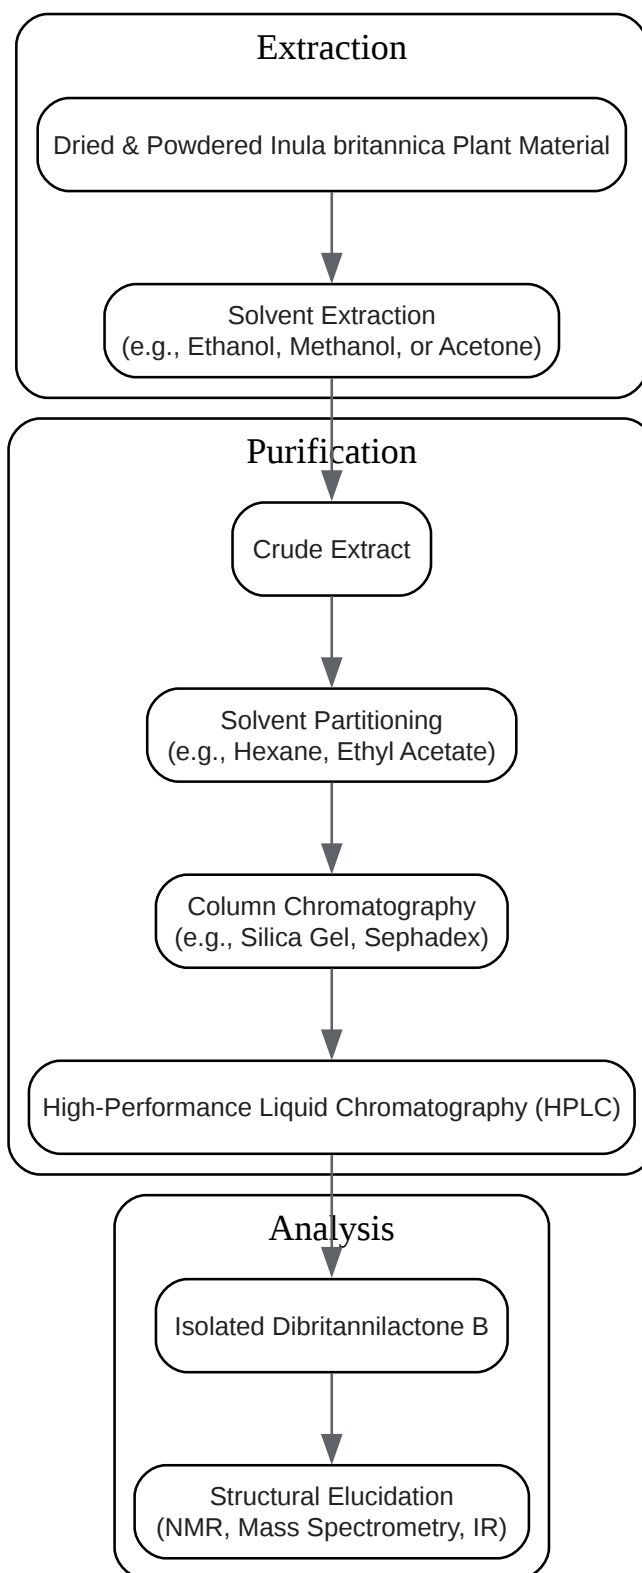 Extraction
Dried & Powdered Inula britannica Plant Material
Solvent Extraction
(e.g., Ethanol, Methanol, or Acetone)
Purification
Crude Extract
Solvent Partitioning
(e.g., Hexane, Ethyl Acetate)
Column Chromatography
(e.g., Silica Gel, Sephadex)
High-Performance Liquid Chromatography (HPLC)
Analysis
Isolated Dibritannilactone B
Structural Elucidation
(NMR, Mass Spectrometry, IR)